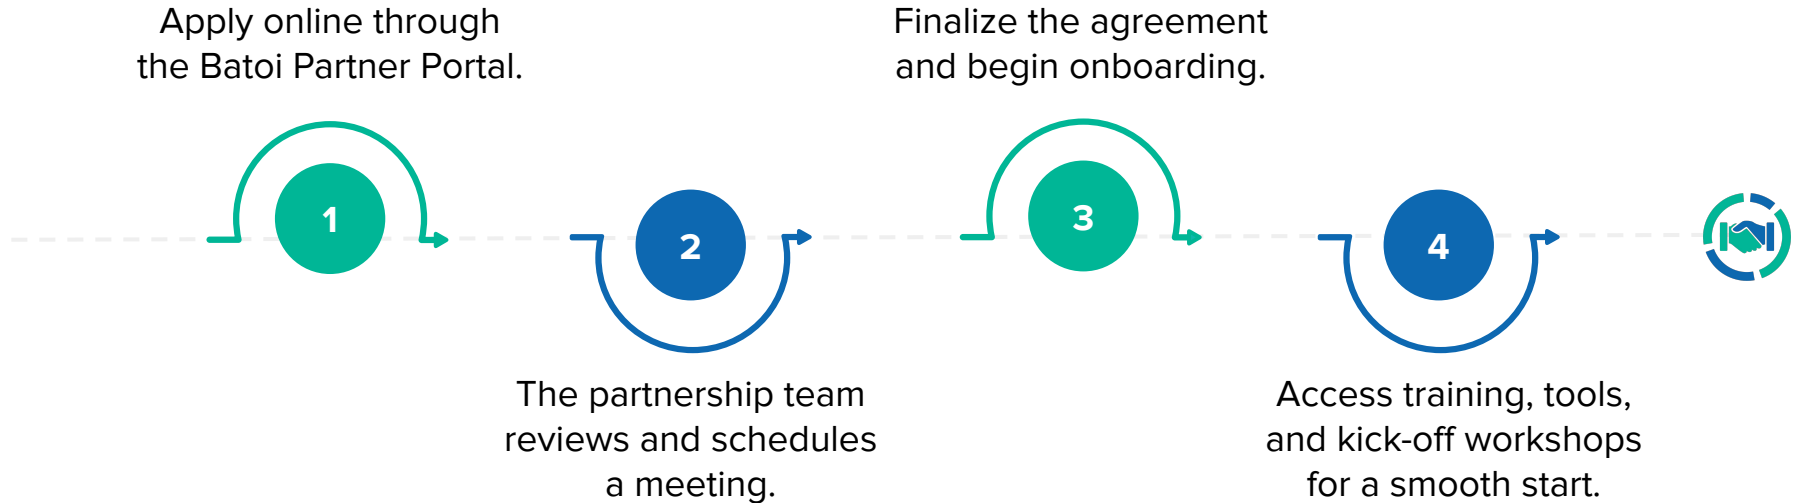 Apply online through
the Batoi Partner Portal.
1
The partnership team
reviews and schedules
a meeting.
2
Finalize the agreement
and begin onboarding.
3
Access training, tools,
and kick-off workshops
for a smooth start.
4